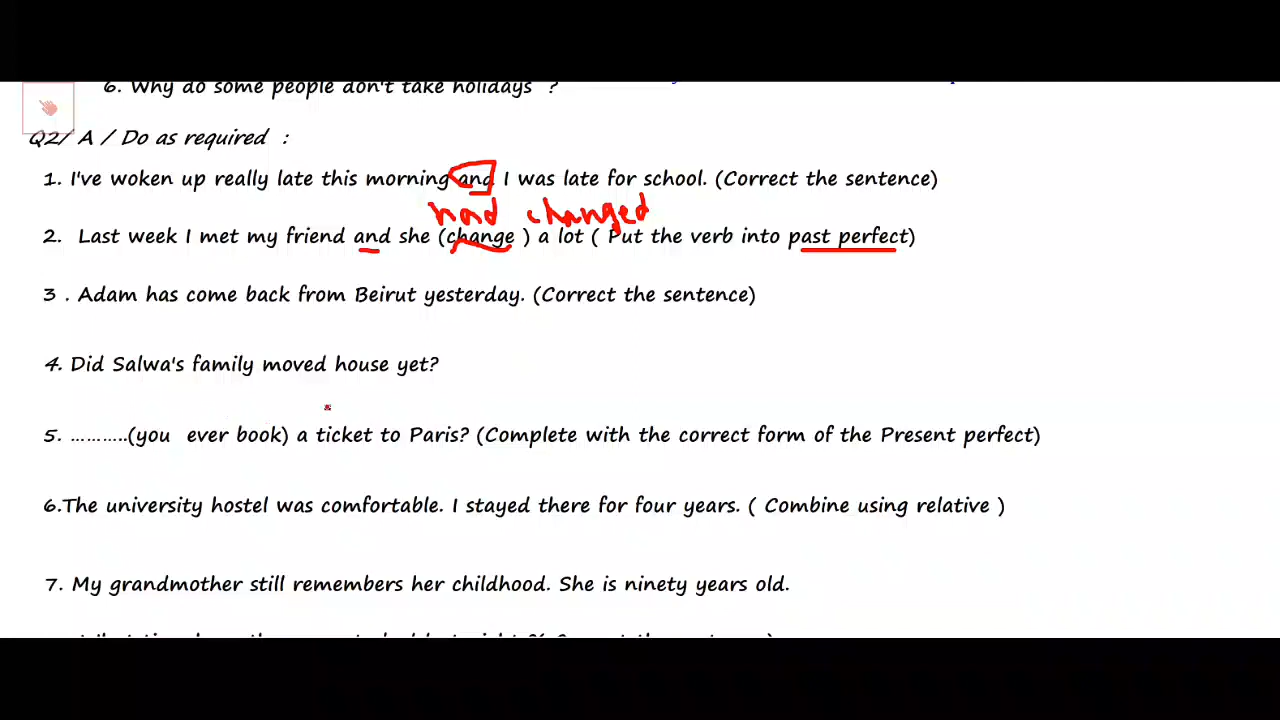 6. Why do some people don't take holidays ?
Q2/ A / Do as required :
1. I've woken up really late this morning and I was late for school. (Correct the sentence)
had changed
2. Last week I met my friend and she (change ) a lot ( Put the verb into past perfect)
3 . Adam has come back from Beirut yesterday. (Correct the sentence)
4. Did Salwa's family moved house yet?
5. ………..(you ever book) a ticket to Paris? (Complete with the correct form of the Present perfect)
6.The university hostel was comfortable. I stayed there for four years. ( Combine using relative )
7. My grandmother still remembers her childhood. She is ninety years old.